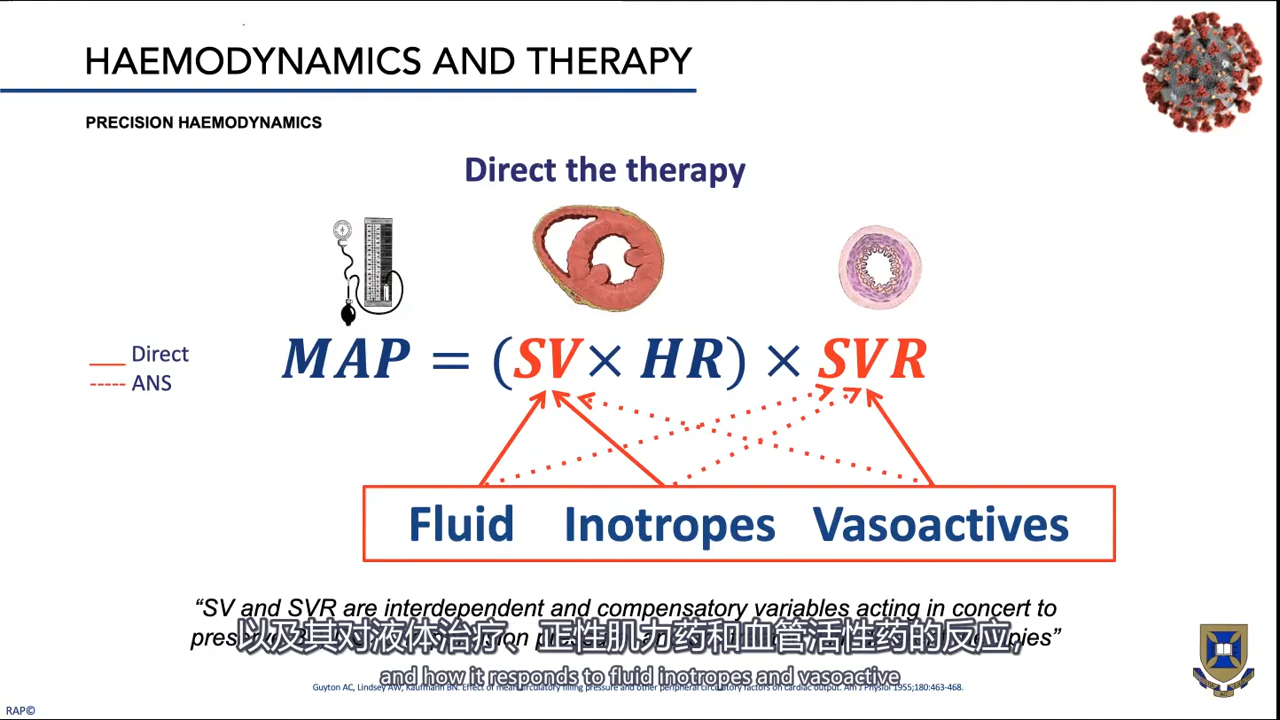 HAEMODYNAMICS AND THERAPY
PRECISION HAEMODYNAMICS
Direct the therapy
MAP = (SV × HR) × SVR
Direct
ANS
Fluid Inotropes Vasoactives
“SV and SVR are interdependent and compensatory variables acting in concert to
以及其对液体治疗、正性肌力药和血管活性药的反应,
and how it responds to fluid inotropes and vasoactive
Guyton AC, Lindsey AW, Kaufmann BN. Effect of mean circulatory filling pressure and other peripheral circulatory factors on cardiac output. Am J Physiol 1955;180:463-468.
RAP©